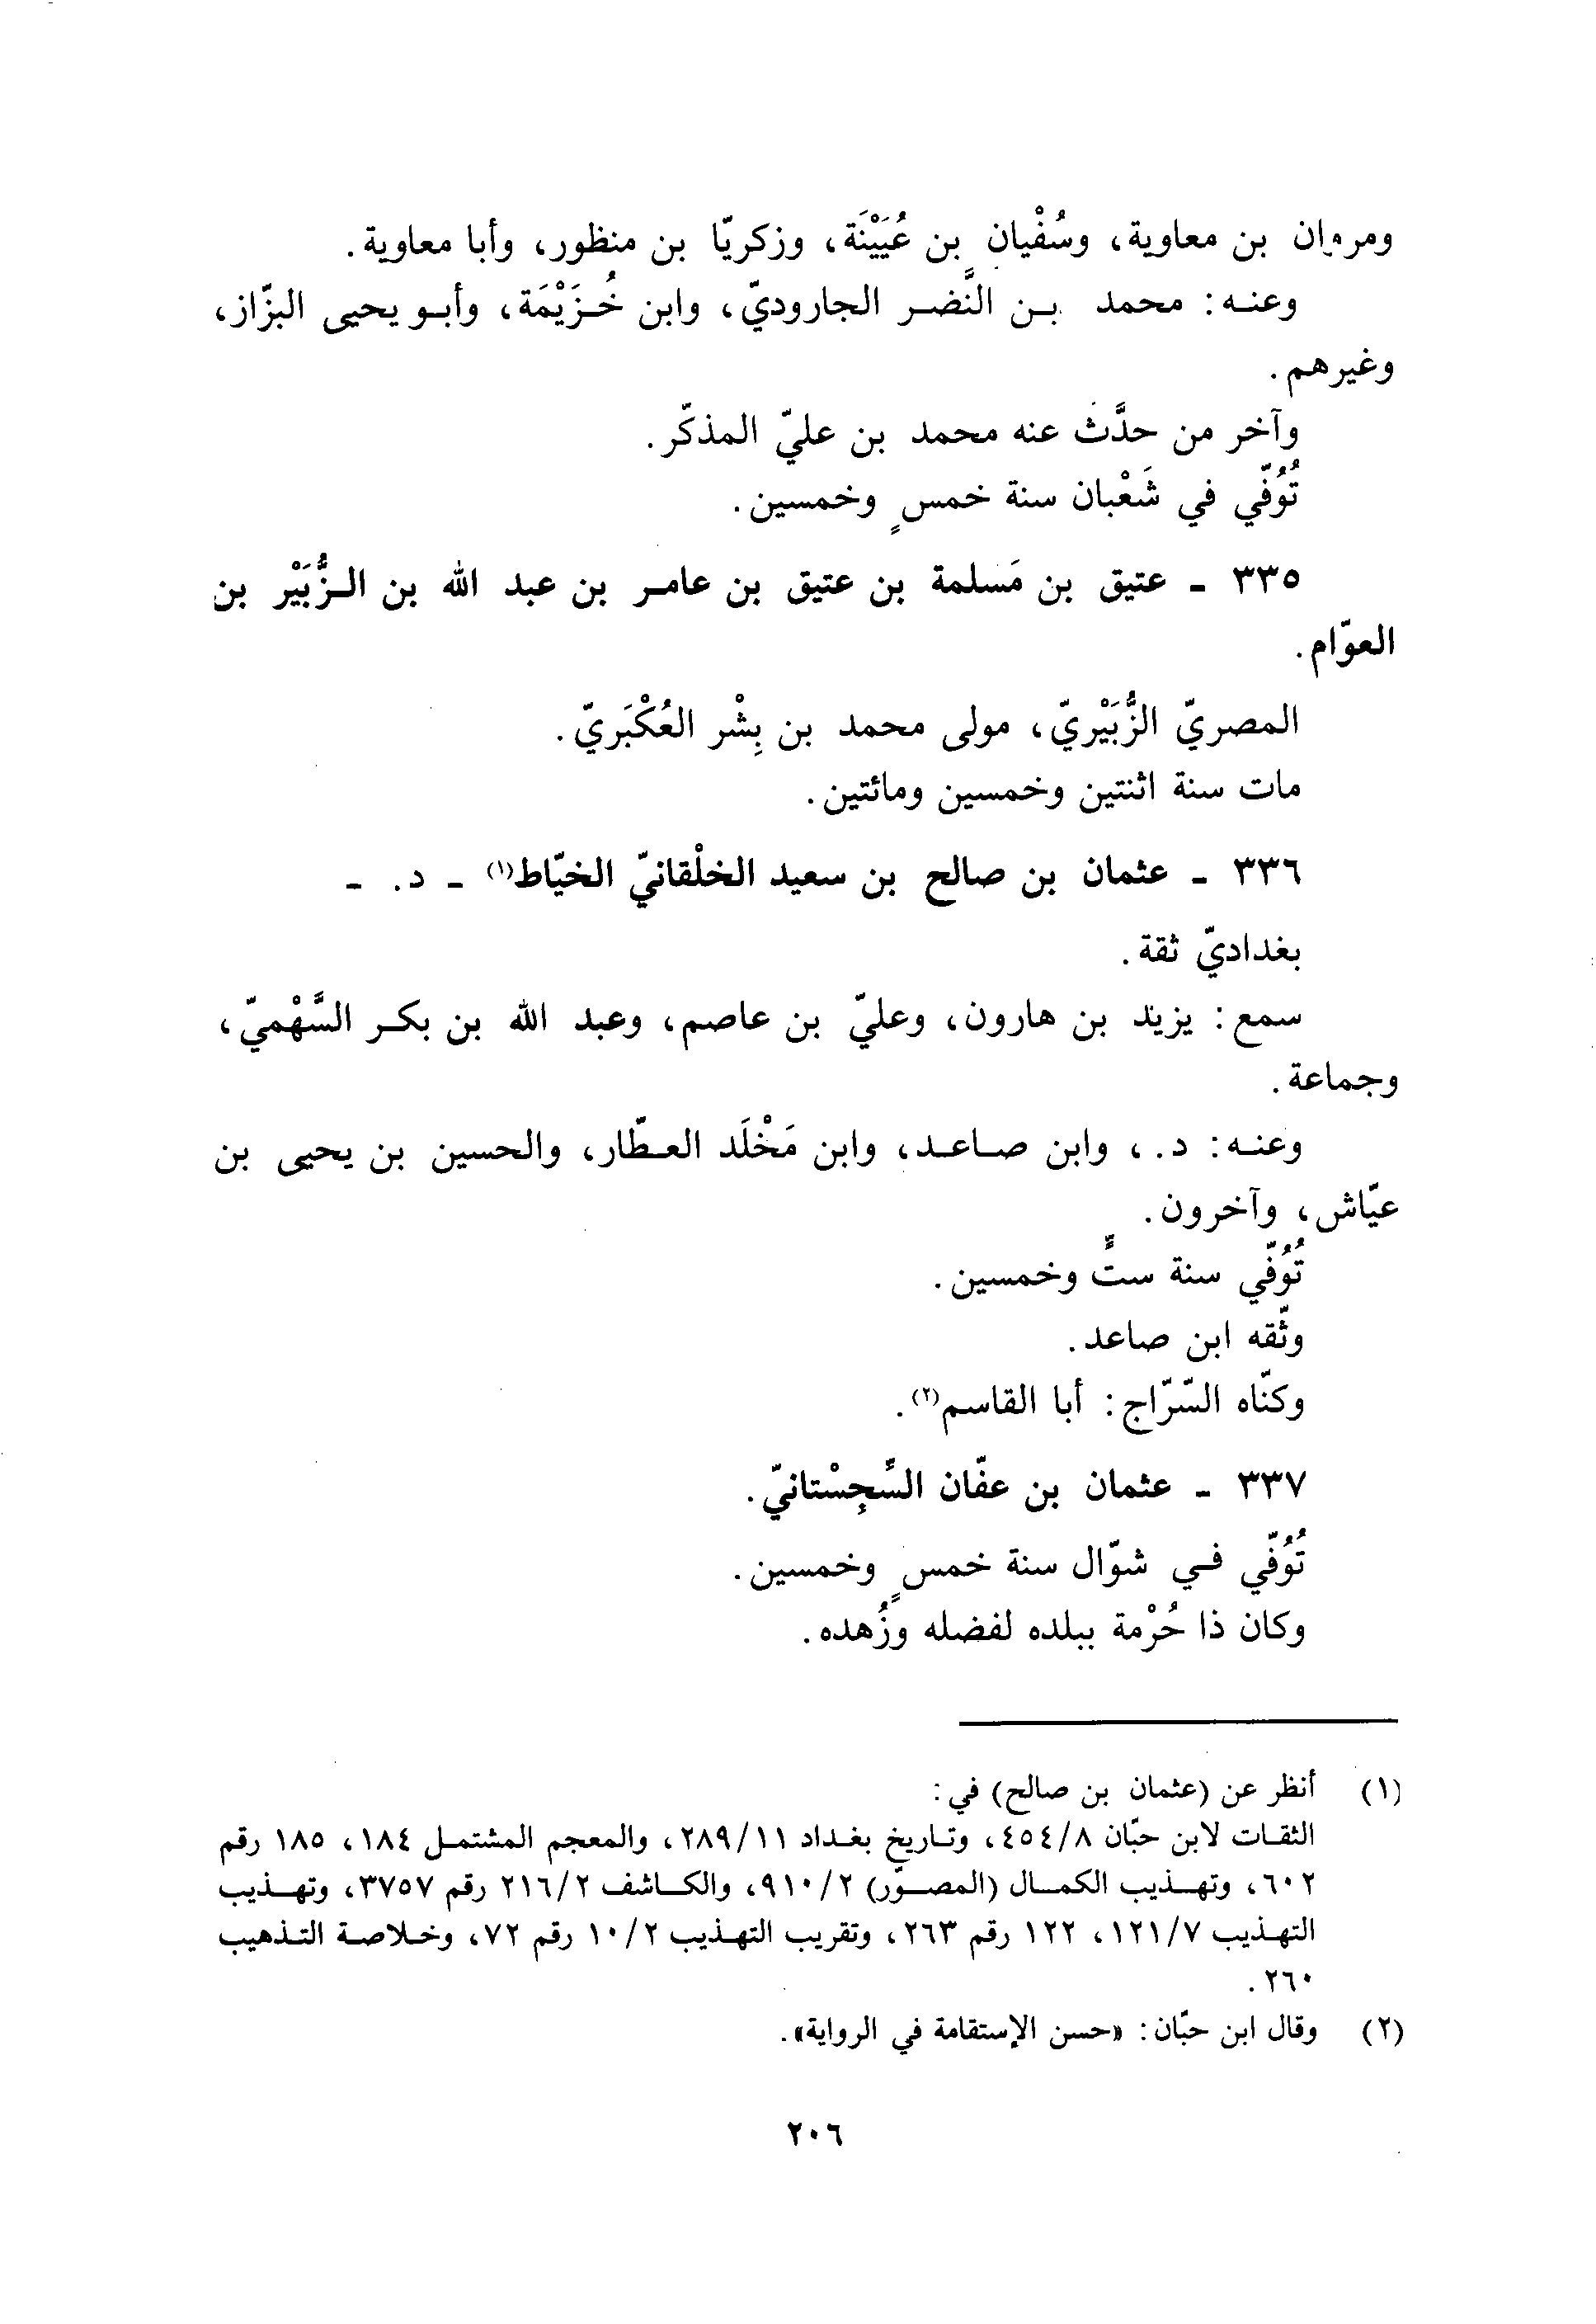 ومروان بن معاوية، وسُفْيان بن عُيَيْنَة، وزكريّا بن منظور، وأبا معاوية.
وعنه: محمد بن النَّضر الجاروديّ، وابن خُزَيْمَة، وأبو يحيى البزّاز،
وغيرهم.
وآخر من حدَّث عنه محمد بن عليّ المذكّر.
تُوُفّي في شَعْبان سنة خمسٍ وخمسين.
٣٣٥ - عتيق بن مَسلمة بن عتيق بن عامر بن عبد الله بن الزُّبَيْر بن
العوّام.
المصريّ الزُّبَيْريّ، مولى محمد بن بِشْر العُكْبَريّ.
مات سنة اثنتين وخمسين ومائتين.
٣٣٦ - عثمان بن صالح بن سعيد الخلْقانيّ الخيّاط(١) - د. -
بغداديّ ثقة.
سمع: يزيد بن هارون، وعليّ بن عاصم، وعبد الله بن بكر السَّهْميّ،
وجماعة.
وعنه: د.، وابن صاعد، وابن مَخْلَد العطّار، والحسين بن يحيى بن
عيّاش، وآخرون.
تُوُفّي سنة ستٍّ وخمسين.
وثّقه ابن صاعد.
وكنّاه السّرّاج: أبا القاسم(٢).
٣٣٧ - عثمان بن عفّان السِّجِسْتانيّ.
تُوُفّي في شوّال سنة خمسٍ وخمسين.
وكان ذا حُرْمة ببلده لفضله وزُهده.
(١) أنظر عن (عثمان بن صالح) في:
الثقات لابن حبّان ٤٥٤/٨، وتاريخ بغداد ٢٨٩/١١، والمعجم المشتمل ١٨٤، ١٨٥ رقم
٦٠٢، وتهذيب الكمال (المصوّر) ٩١٠/٢، والكاشف ٢١٦/٢ رقم ٣٧٥٧، وتهذيب
التهذيب ١٢١/٧، ١٢٢ رقم ٢٦٣، وتقريب التهذيب ١٠/٢ رقم ٧٢، وخلاصة التذهيب
٢٦٠.
(٢) وقال ابن حبّان: «حسن الإستقامة في الرواية».
٢٠٦